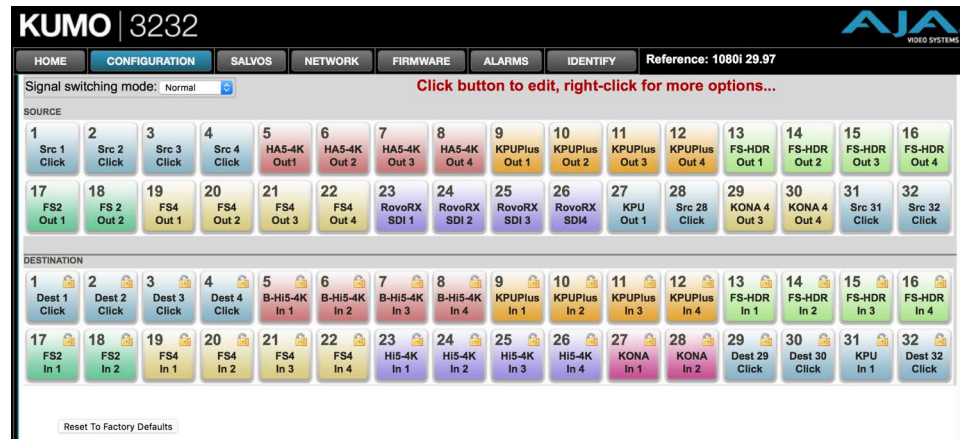 KUMO | 3232
AJA
VIDEO SYSTEMS
HOME CONFIGURATION SALVOS NETWORK FIRMWARE ALARMS IDENTIFY Reference: 1080i 29.97
Signal switching mode: Normal
Click button to edit, right-click for more options...
SOURCE
1 2 3 4 5 6 7 8 9 10 11 12 13 14 15 16
Src 1 Src 2 Src 3 Src 4 HA5-4K HA5-4K HA5-4K HA5-4K KPUPlus KPUPlus KPUPlus KPUPlus FS-HDR FS-HDR FS-HDR FS-HDR
Click Click Click Click Out1 Out 2 Out 3 Out 4 Out 1 Out 2 Out 3 Out 4 Out 1 Out 2 Out 3 Out 4
17 18 19 20 21 22 23 24 25 26 27 28 29 30 31 32
FS2 FS 2 FS4 FS4 FS4 FS4 RovoRX RovoRX RovoRX RovoRX KPU Src 28 KONA 4 KONA 4 Src 31 Src 32
Out 1 Out 2 Out 1 Out 2 Out 3 Out 4 SDI 1 SDI 2 SDI 3 SDI4 Out 1 Click Out 3 Out 4 Click Click
DESTINATION
1 2 3 4 5 6 7 8 9 10 11 12 13 14 15 16
Dest 1 Dest 2 Dest 3 Dest 4 B-Hi5-4K B-Hi5-4K B-Hi5-4K B-Hi5-4K KPUPlus KPUPlus KPUPlus KPUPlus FS-HDR FS-HDR FS-HDR FS-HDR
Click Click Click Click In 1 In 2 In 3 In 4 In 1 In 2 In 3 In 4 In 1 In 2 In 3 In 4
17 18 19 20 21 22 23 24 25 26 27 28 29 30 31 32
FS2 FS2 FS4 FS4 FS4 FS4 Hi5-4K Hi5-4K Hi5-4K Hi5-4K KONA KONA Dest 29 Dest 30 KPU Dest 32
In 1 In 2 In 1 In 2 In 3 In 4 In 1 In 2 In 3 In 4 In 1 In 2 Click Click In 1 Click
Reset To Factory Defaults